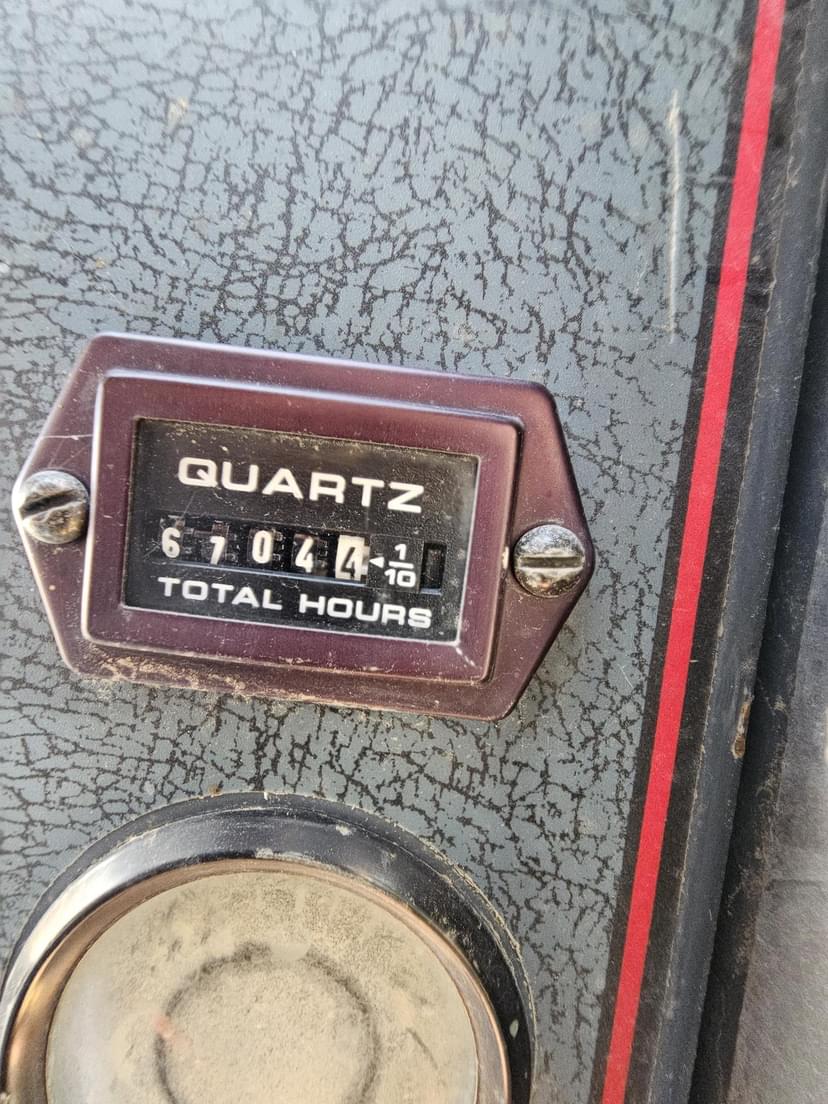 QUARTZ
67044 ◄ 1/10
TOTAL HOURS